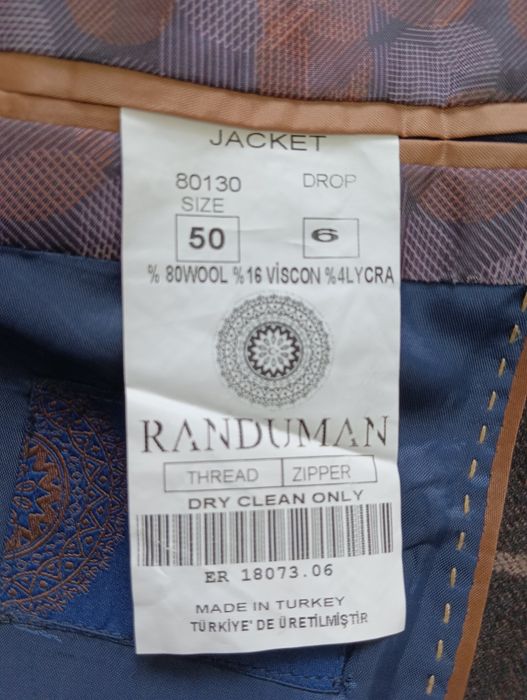 JACKET
80130 DROP
SIZE
50 6
% 80WOOL %16 VİSCON %4LYCRA
RANDUMAN
THREAD ZIPPER
DRY CLEAN ONLY
ER 18073.06
MADE IN TURKEY
TÜRKİYE' DE ÜRETİLMİŞTİR